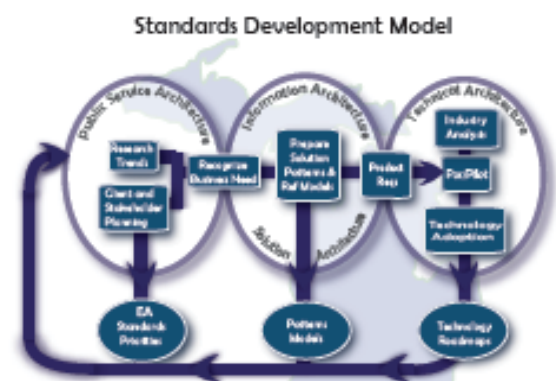 Standards Development Model
Public Service Architecture
Information Architecture
Technical Architecture
Research
Trends
Client and
Stakeholder
Planning
Recognize
Business Need
Prepare
Solution
Patterns &
Ref Models
Product
Reqs
Industry
Analysis
Poc/Pilot
Technology
Adoption
Solution Architecture
EA
Standards
Priorities
Patterns
Models
Technology
Roadmaps